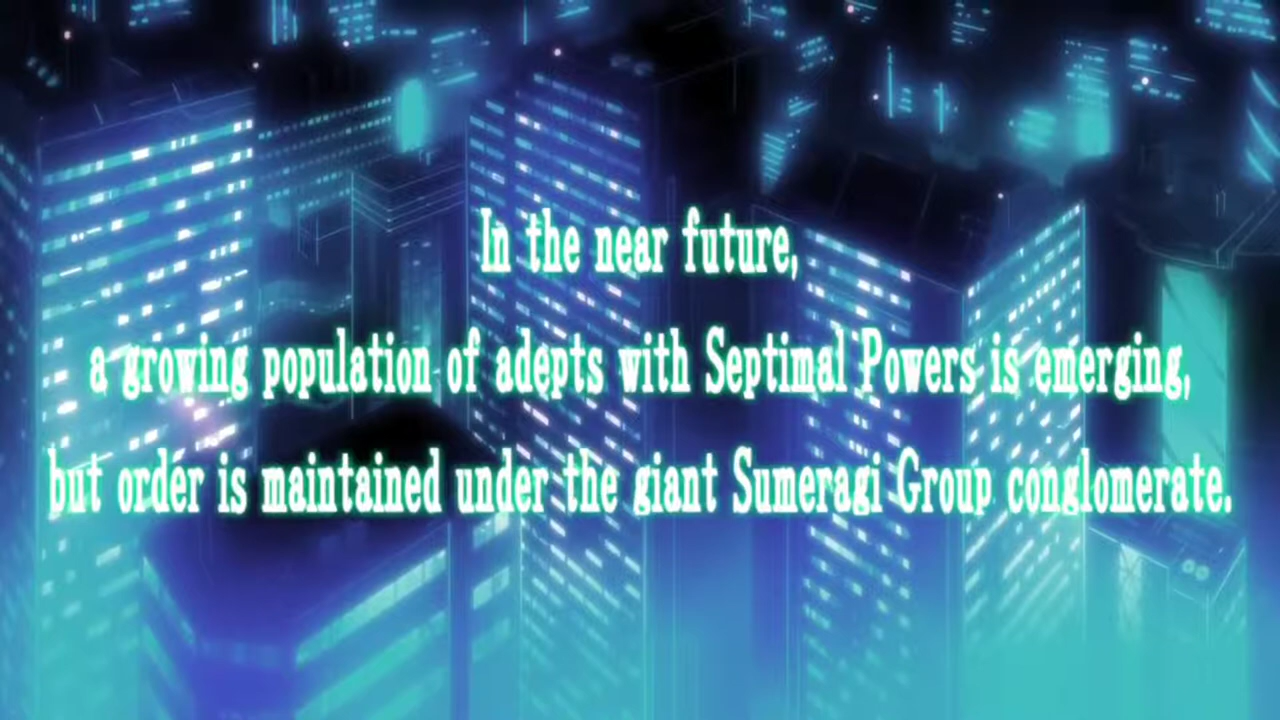 In the near future,
a growing population of adepts with Septimal Powers is emerging,
but order is maintained under the giant Sumeragi Group conglomerate.